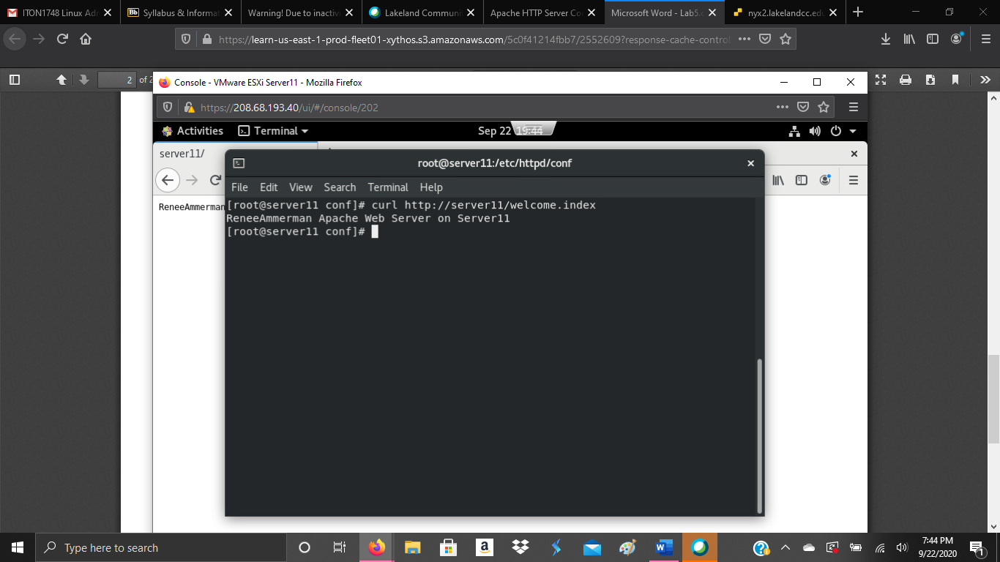 ITON1748 Linux Adr
Syllabus & Informat
Warning! Due to inactiv
Lakeland Communi
Apache HTTP Server Co
Microsoft Word - Lab5.
nyx2.lakelandcc.ed
https://learn-us-east-1-prod-fleet01-xythos.s3.amazonaws.com/5c0f41214fbb7/2552609?response-cache-control
2 of 2
Console - VMware ESXi Server11 - Mozilla Firefox
https://208.68.193.40/ui/#/console/202
Activities Terminal Sep 22 19:44
server11/
root@server11:/etc/httpd/conf
File Edit View Search Terminal Help
ReneeAmmerman
[root@server11 conf]# curl http://server11/welcome.index
ReneeAmmerman Apache Web Server on Server11
[root@server11 conf]#
Type here to search
7:44 PM
9/22/2020
1